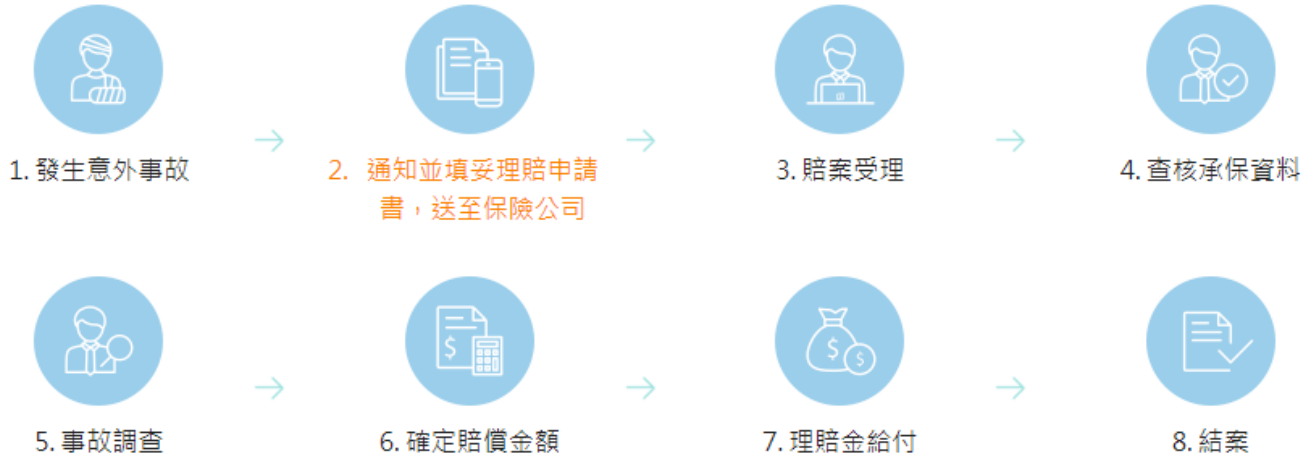 1. 發生意外事故
2. 通知並填妥理賠申請
書，送至保險公司
3. 賠案受理
4. 查核承保資料
5. 事故調查
6. 確定賠償金額
7. 理賠金給付
8. 結案